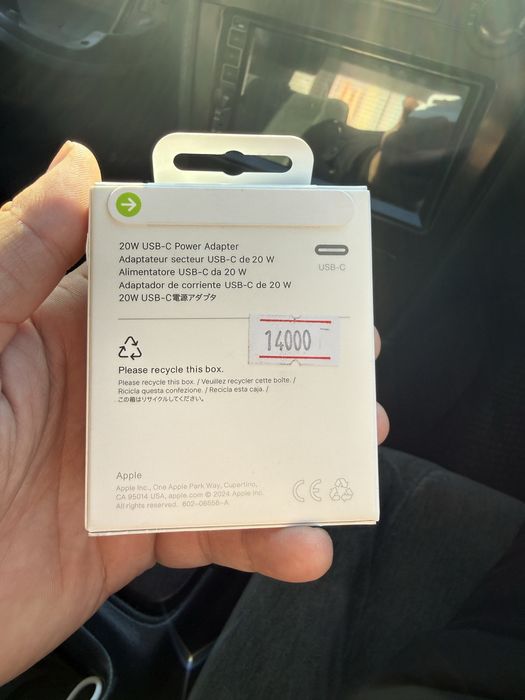 20W USB-C Power Adapter
Adaptateur secteur USB-C de 20 W
Alimentatore USB-C da 20 W
Adaptador de corriente USB-C de 20 W
20W USB-C電源アダプタ
USB-C
14000
Please recycle this box.
Please recycle this box. / Veuillez recycler cette boîte. /
Ricicla questa confezione. / Recicla esta caja. /
この箱はリサイクルしてください。
Apple
Apple Inc., One Apple Park Way, Cupertino,
CA 95014 USA, apple.com © 2024 Apple Inc.
All rights reserved. 602-06556-A
CE